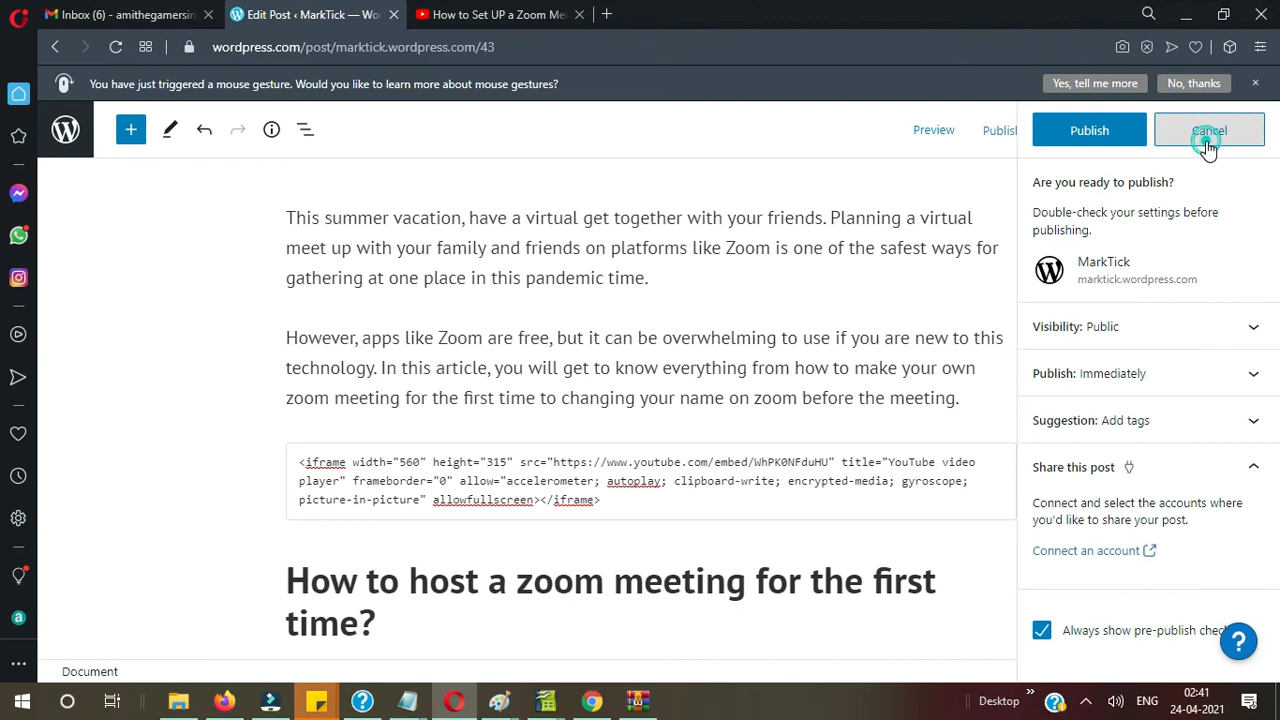 Inbox (6) - amithegamersin
Edit Post ‹ MarkTick — Wo
How to Set UP a Zoom Me
wordpress.com/post/marktick.wordpress.com/43
You have just triggered a mouse gesture. Would you like to learn more about mouse gestures?
Yes, tell me more
No, thanks
Preview
Publish
Publish
Cancel
Are you ready to publish?
Double-check your settings before
publishing.
MarkTick
marktick.wordpress.com
Visibility: Public
Publish: Immediately
Suggestion: Add tags
Share this post
Connect and select the accounts where
you'd like to share your post.
Connect an account
Always show pre-publish chec
This summer vacation, have a virtual get together with your friends. Planning a virtual
meet up with your family and friends on platforms like Zoom is one of the safest ways for
gathering at one place in this pandemic time.
However, apps like Zoom are free, but it can be overwhelming to use if you are new to this
technology. In this article, you will get to know everything from how to make your own
zoom meeting for the first time to changing your name on zoom before the meeting.
<iframe width="560" height="315" src="https://www.youtube.com/embed/WhPK0NFduHU" title="YouTube video
player" frameborder="0" allow="accelerometer; autoplay; clipboard-write; encrypted-media; gyroscope;
picture-in-picture" allowfullscreen></iframe>
How to host a zoom meeting for the first
time?
Document
Desktop
ENG
02:41
24-04-2021